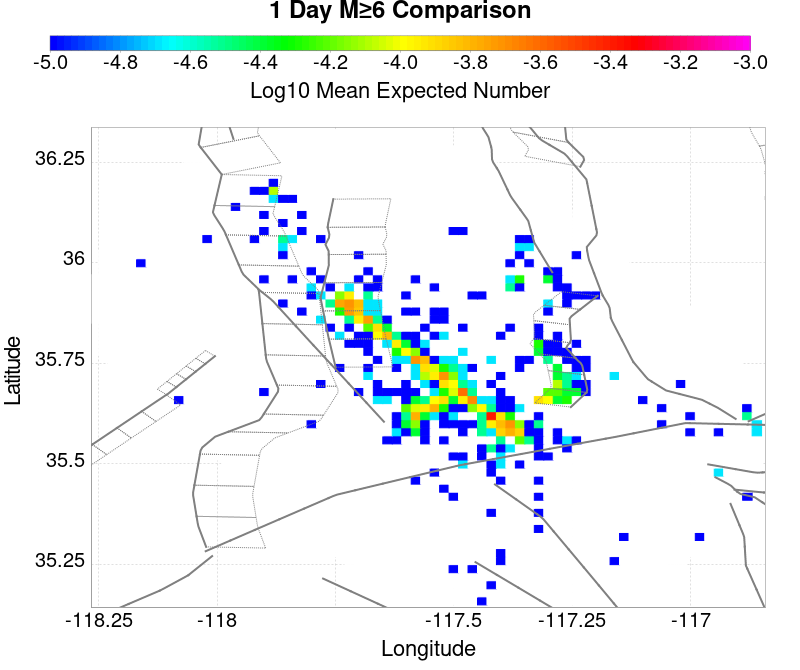 1 Day M≥6 Comparison
-5.0 -4.8 -4.6 -4.4 -4.2 -4.0 -3.8 -3.6 -3.4 -3.2 -3.0
Log10 Mean Expected Number
36.25
36
35.75
35.5
35.25
Latitude
-118.25 -118 -117.5 -117.25 -117
Longitude